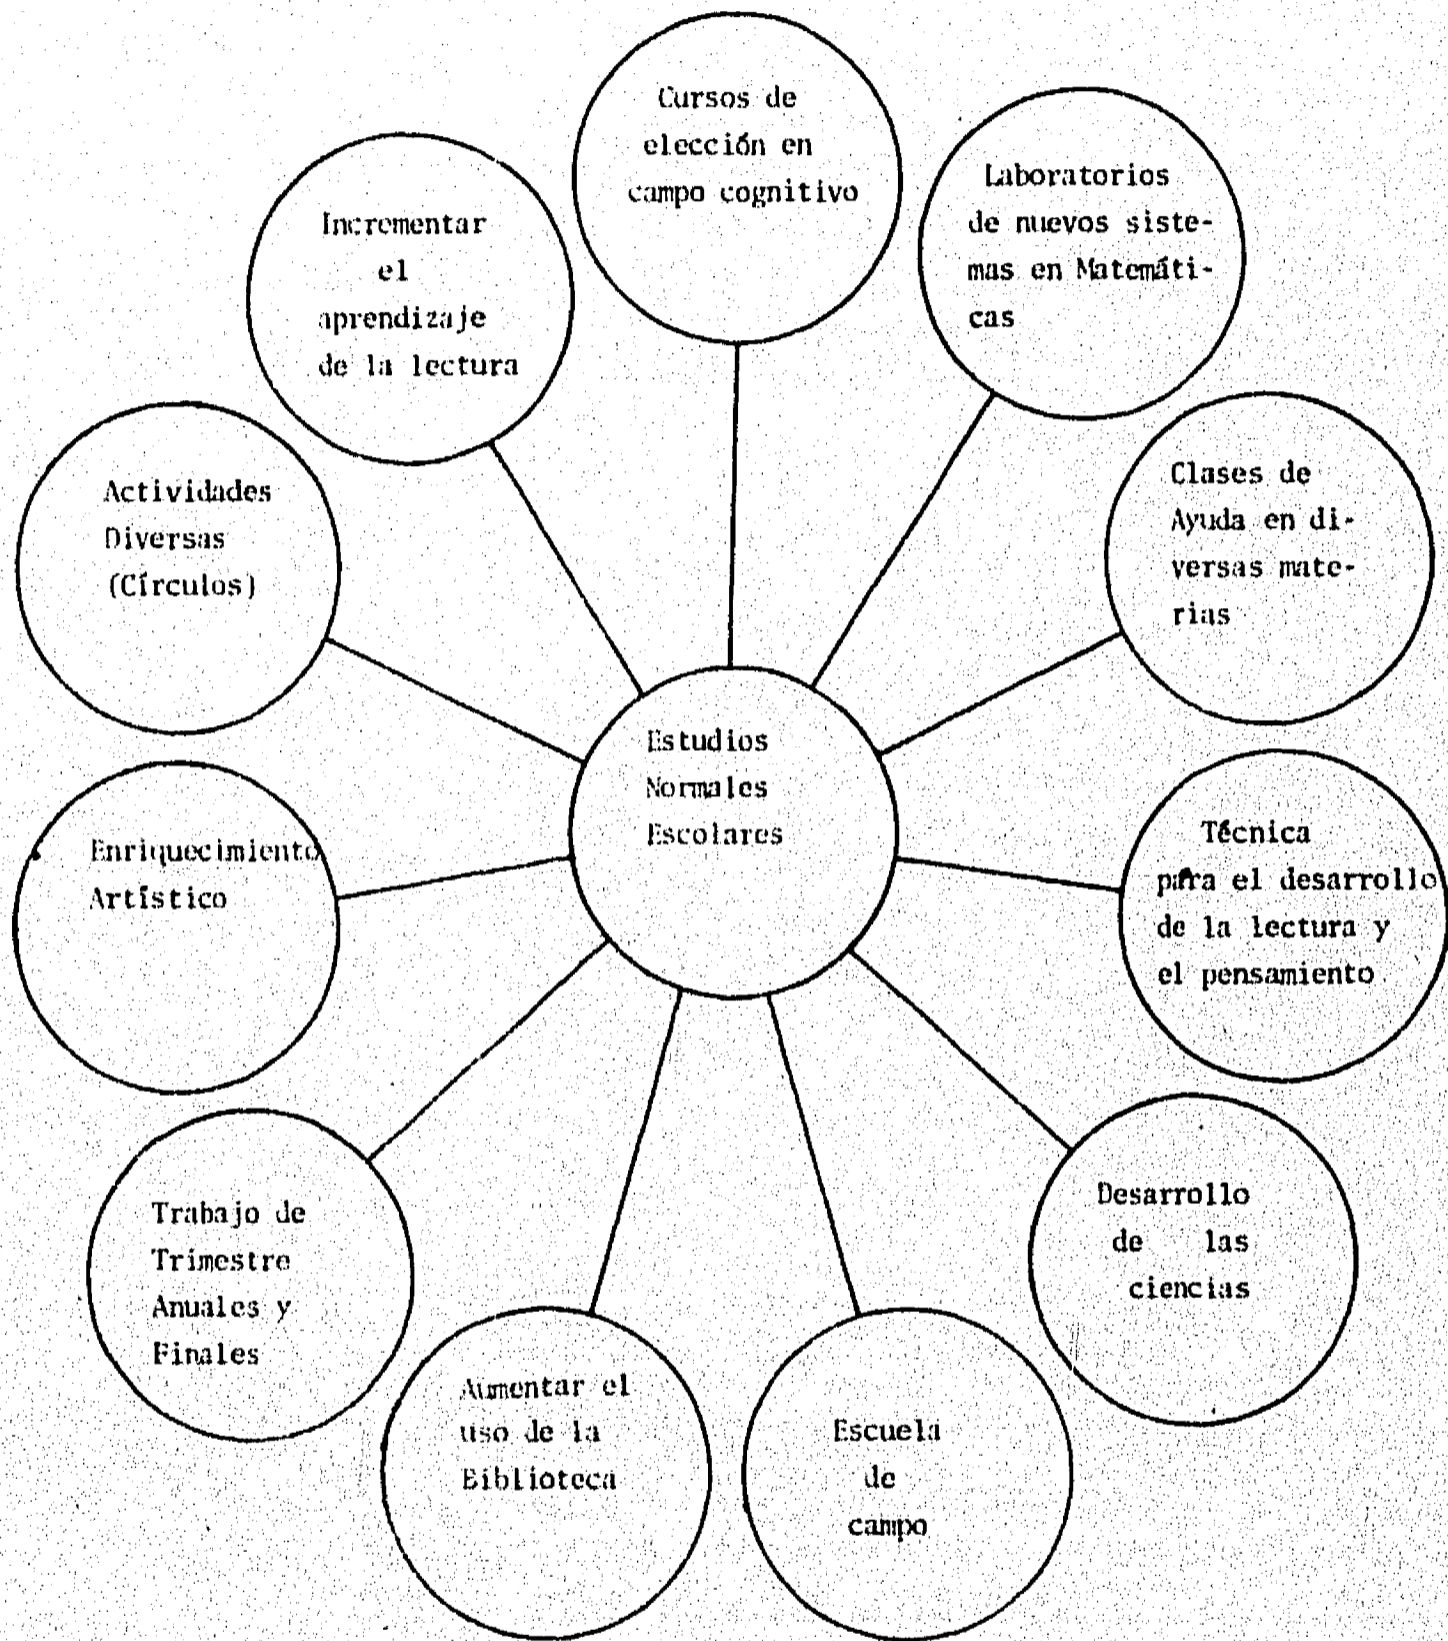 Cursos de
elección en
campo cognitivo
Laboratorios
de nuevos siste-
mas en Matemáti-
cas
Clases de
Ayuda en di-
versas mate-
rias
Técnica
para el desarrollo
de la lectura y
el pensamiento
Desarrollo
de las
ciencias
Escuela
de
campo
Aumentar el
uso de la
Biblioteca
Trabajo de
Trimestre
Anuales y
Finales
Enriquecimiento
Artístico
Actividades
Diversas
(Círculos)
Incrementar
el
aprendizaje
de la lectura
Estudios
Normales
Escolares